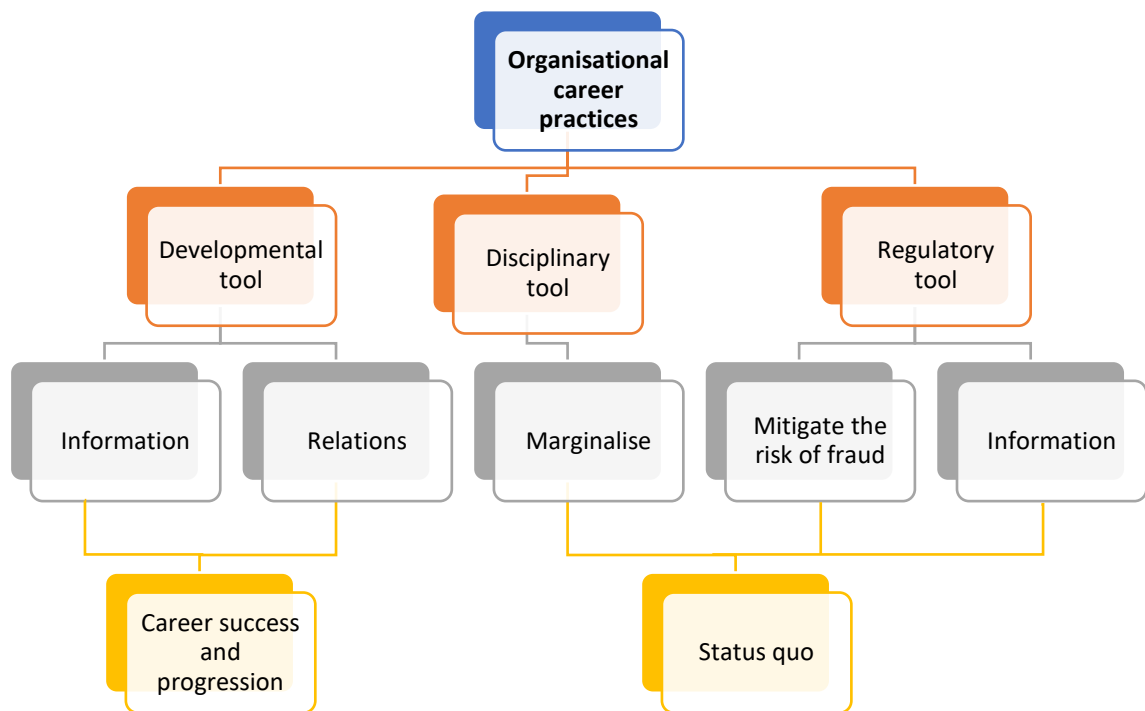 Organisational
career
practices
Developmental
tool
Disciplinary
tool
Regulatory
tool
Information
Relations
Marginalise
Mitigate the
risk of fraud
Information
Career success
and
progression
Status quo